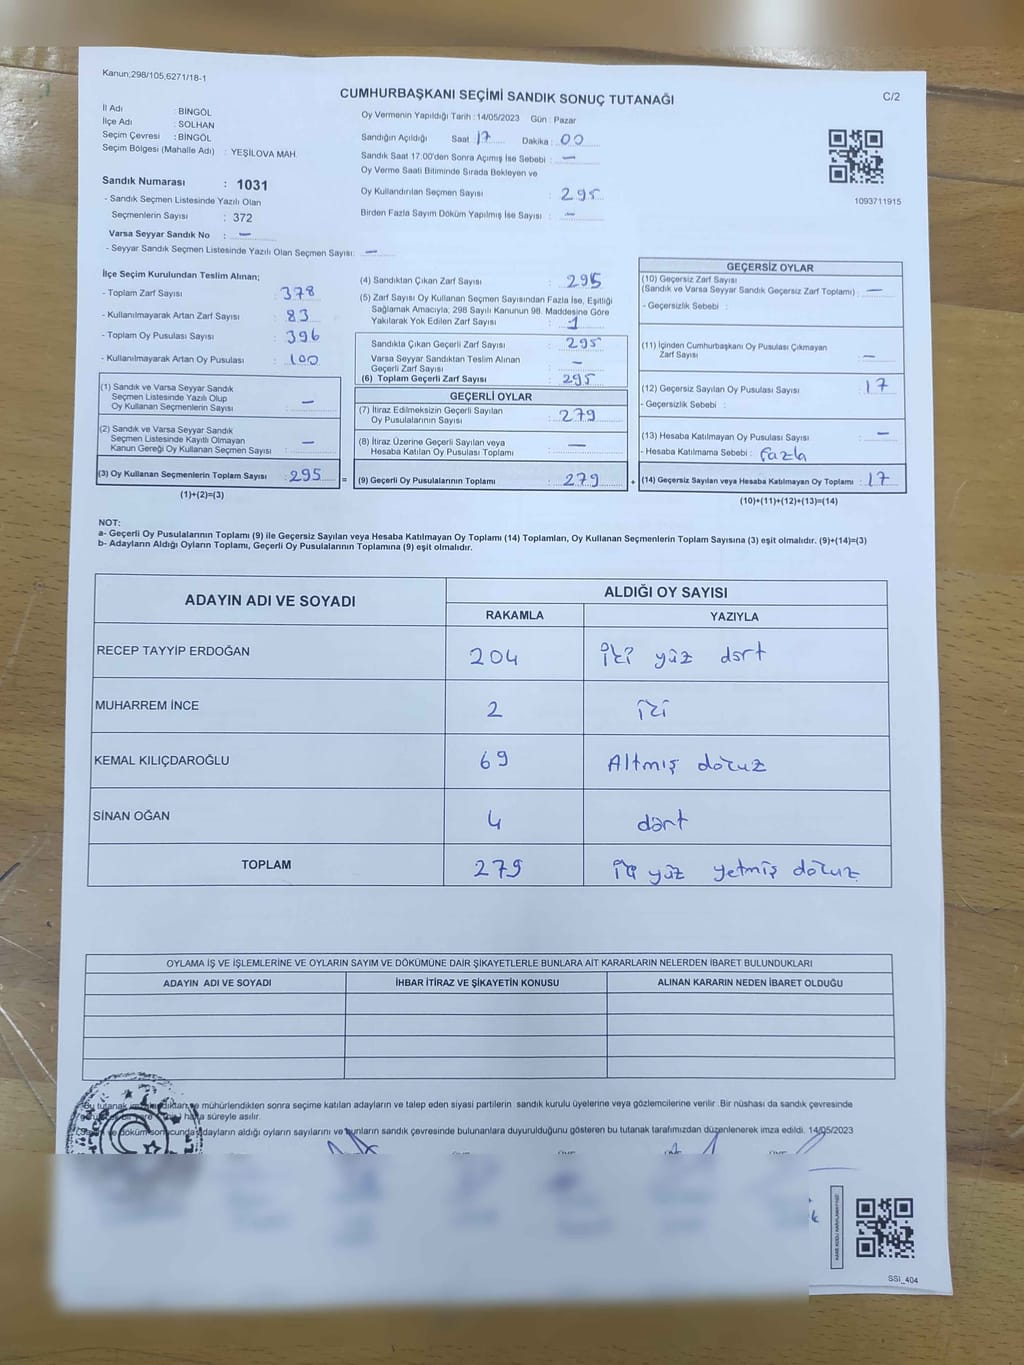 Kanun;298/105,6271/18-1
CUMHURBAŞKANI SEÇİMİ SANDIK SONUÇ TUTANAĞI
C/2
İl Adı : BİNGÖL
İlçe Adı : SOLHAN
Seçim Çevresi : BİNGÖL
Seçim Bölgesi (Mahalle Adı) : YEŞİLOVA MAH.
Sandık Numarası : 1031
- Sandık Seçmen Listesinde Yazılı Olan
Seçmenlerin Sayısı : 372
Varsa Seyyar Sandık No : —
- Seyyar Sandık Seçmen Listesinde Yazılı Olan Seçmen Sayısı: —
Oy Vermenin Yapıldığı Tarih : 14/05/2023 Gün : Pazar
Sandığın Açıldığı Saat : 17 Dakika : 00
Sandık Saat 17:00'den Sonra Açımış İse Sebebi : —
Oy Verme Saati Bitiminde Sırada Bekleyen ve
Oy Kullandırılan Seçmen Sayısı : 295
Birden Fazla Sayım Döküm Yapılmış İse Sayısı : —
1093711915
İlçe Seçim Kurulundan Teslim Alınan;
- Toplam Zarf Sayısı : 378
- Kullanılmayarak Artan Zarf Sayısı : 83
- Toplam Oy Pusulası Sayısı : 396
- Kullanılmayarak Artan Oy Pusulası : 100
(1) Sandık ve Varsa Seyyar Sandık
Seçmen Listesinde Yazılı Olup
Oy Kullanan Seçmenlerin Sayısı : —
(2) Sandık ve Varsa Seyyar Sandık
Seçmen Listesinde Kayıtlı Olmayan
Kanun Gereği Oy Kullanan Seçmen Sayısı : —
(3) Oy Kullanan Seçmenlerin Toplam Sayısı : 295
(1)+(2)=(3)
=
(4) Sandıktan Çıkan Zarf Sayısı : 295
(5) Zarf Sayısı Oy Kullanan Seçmen Sayısından Fazla İse, Eşitliği
Sağlamak Amacıyla, 298 Sayılı Kanunun 98. Maddesine Göre
Yakılarak Yok Edilen Zarf Sayısı : 1
Sandıkta Çıkan Geçerli Zarf Sayısı : 295
Varsa Seyyar Sandıktan Teslim Alınan
Geçerli Zarf Sayısı : —
(6) Toplam Geçerli Zarf Sayısı : 295
GEÇERLİ OYLAR
(7) İtiraz Edilmeksizin Geçerli Sayılan
Oy Pusulalarının Sayısı : 279
(8) İtiraz Üzerine Geçerli Sayılan veya
Hesaba Katılan Oy Pusulası Toplamı : —
(9) Geçerli Oy Pusulalarının Toplamı : 279
+
GEÇERSİZ OYLAR
(10) Geçersiz Zarf Sayısı
(Sandık ve Varsa Seyyar Sandık Geçersiz Zarf Toplamı) : —
- Geçersizlik Sebebi :
(11) İçinden Cumhurbaşkanı Oy Pusulası Çıkmayan
Zarf Sayısı : —
(12) Geçersiz Sayılan Oy Pusulası Sayısı : 17
- Geçersizlik Sebebi :
(13) Hesaba Katılmayan Oy Pusulası Sayısı : —
- Hesaba Katılmama Sebebi : fazla
(14) Geçersiz Sayılan veya Hesaba Katılmayan Oy Toplamı : 17
(10)+(11)+(12)+(13)=(14)
NOT:
a- Geçerli Oy Pusulalarının Toplamı (9) ile Geçersiz Sayılan veya Hesaba Katılmayan Oy Toplamı (14) Toplamları, Oy Kullanan Seçmenlerin Toplam Sayısına (3) eşit olmalıdır. (9)+(14)=(3)
b- Adayların Aldığı Oyların Toplamı, Geçerli Oy Pusulalarının Toplamına (9) eşit olmalıdır.
ADAYIN ADI VE SOYADI
ALDIĞI OY SAYISI
RAKAMLA YAZIYLA
RECEP TAYYİP ERDOĞAN 204 iki yüz dört
MUHARREM İNCE 2 iki
KEMAL KILIÇDAROĞLU 69 Altmış dokuz
SİNAN OĞAN 4 dört
TOPLAM 279 iki yüz yetmiş dokuz
OYLAMA İŞ VE İŞLEMLERİNE VE OYLARIN SAYIM VE DÖKÜMÜNE DAİR ŞİKAYETLERLE BUNLARA AİT KARARLARIN NELERDEN İBARET BULUNDUKLARI
ADAYIN ADI VE SOYADI İHBAR İTİRAZ VE ŞİKAYETİN KONUSU ALINAN KARARIN NEDEN İBARET OLDUĞU
Bu tutanak mühürlendikten sonra seçime katılan adayların ve talep eden siyasi partilerin sandık kurulu üyelerine veya gözlemcilerine verilir. Bir nüshası da sandık çevresinde
hafta süreyle asılır.
ve döküm sonucunda adayların aldığı oyların sayılarını ve bunların sandık çevresinde bulunanlara duyurulduğunu gösteren bu tutanak tarafımızdan düzenlenerek imza edildi. 14/05/2023
SSI_404